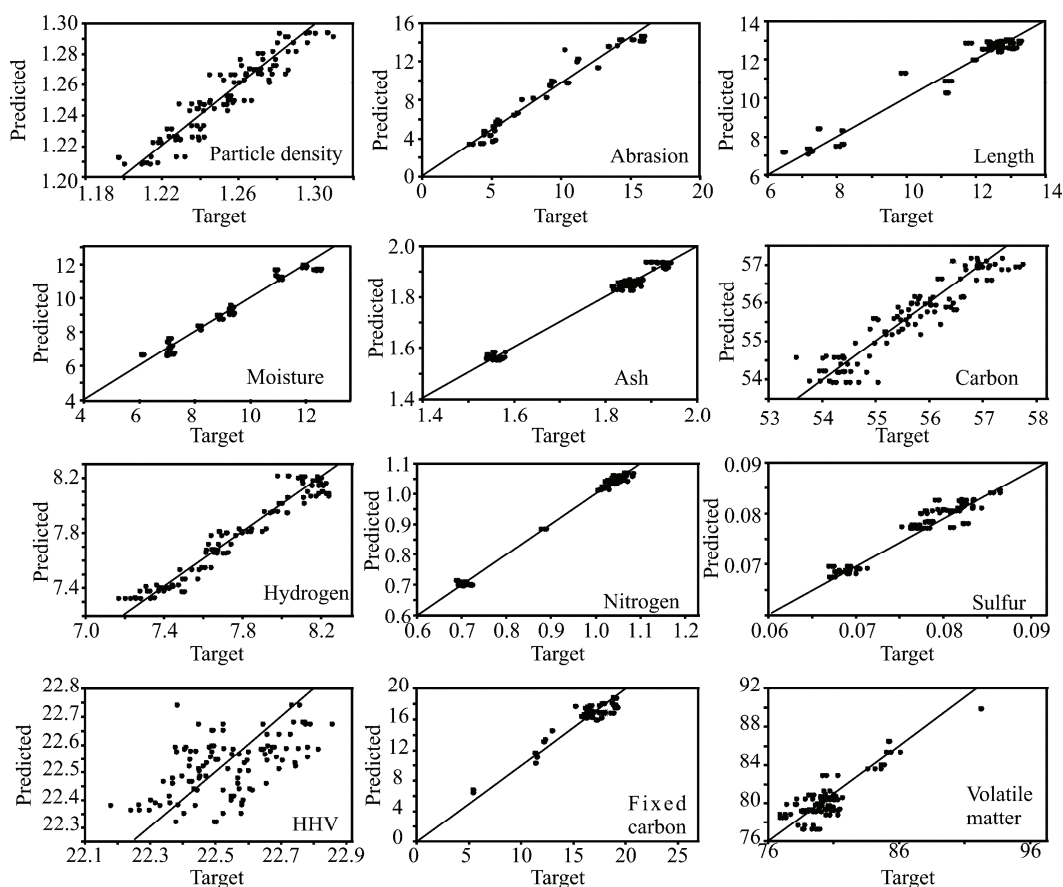 Predicted
1.30
1.28
1.26
1.24
1.22
1.20
Particle density
1.18 1.22 1.26 1.30
Target
Predicted
16
12
8
4
0
Abrasion
0 5 10 15 20
Target
Predicted
14
12
10
8
6
Length
6 8 10 12 14
Target
Predicted
12
10
8
6
4
Moisture
4 6 8 10 12
Target
Predicted
2.0
1.8
1.6
1.4
Ash
1.4 1.6 1.8 2.0
Target
Predicted
57
56
55
54
Carbon
53 54 55 56 57 58
Target
Predicted
8.2
7.8
7.4
Hydrogen
7.0 7.4 7.8 8.2
Target
Predicted
1.1
1.0
0.9
0.8
0.7
0.6
Nitrogen
0.6 0.7 0.8 0.9 1.0 1.1 1.2
Target
Predicted
0.09
0.08
0.07
Sulfur
0.06 0.07 0.08 0.09
Target
Predicted
22.8
22.7
22.6
22.5
22.4
22.3
HHV
22.1 22.3 22.5 22.7 22.9
Target
Predicted
20
16
12
8
4
0
Fixed
carbon
0 5 10 15 20 25
Target
Predicted
92
88
84
80
76
Volatile
matter
76 86 96
Target